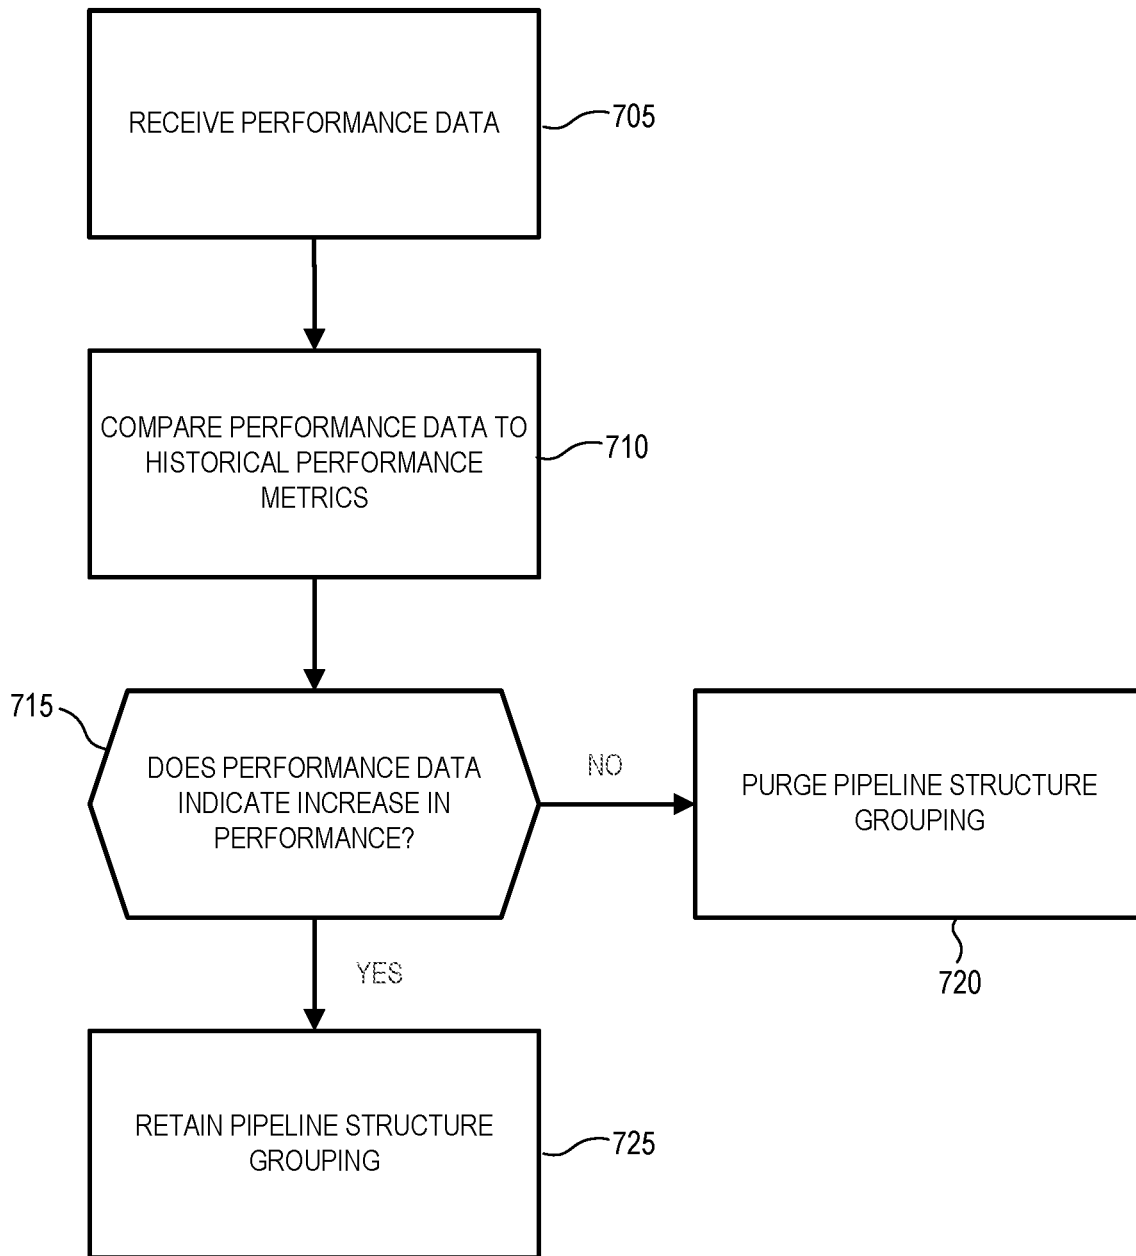 RECEIVE PERFORMANCE DATA
705
COMPARE PERFORMANCE DATA TO
HISTORICAL PERFORMANCE
METRICS
710
715
DOES PERFORMANCE DATA
INDICATE INCREASE IN
PERFORMANCE?
NO
PURGE PIPELINE STRUCTURE
GROUPING
720
YES
RETAIN PIPELINE STRUCTURE
GROUPING
725